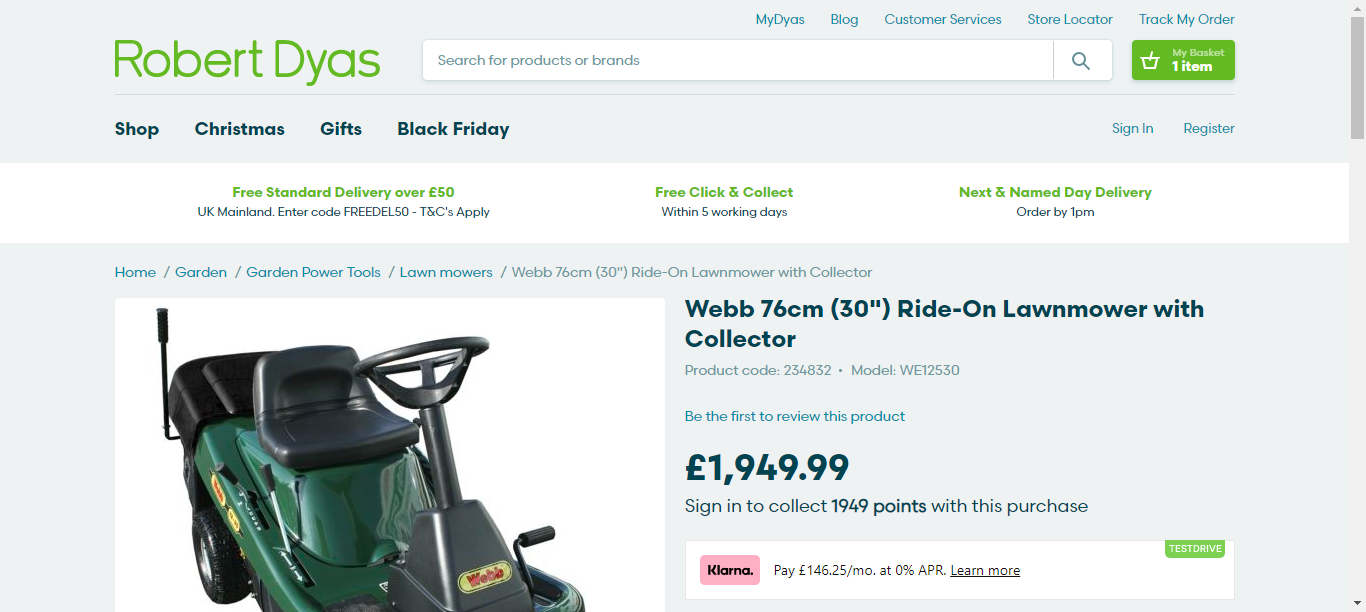 MyDyas Blog Customer Services Store Locator Track My Order
Robert Dyas
Search for products or brands
My Basket
1 item
Shop Christmas Gifts Black Friday
Sign In Register
Free Standard Delivery over £50
UK Mainland. Enter code FREEDEL50 - T&C's Apply
Free Click & Collect
Within 5 working days
Next & Named Day Delivery
Order by 1pm
Home / Garden / Garden Power Tools / Lawn mowers / Webb 76cm (30") Ride-On Lawnmower with Collector
Webb 76cm (30") Ride-On Lawnmower with
Collector
Product code: 234832 • Model: WE12530
Be the first to review this product
£1,949.99
Sign in to collect 1949 points with this purchase
TESTDRIVE
Klarna. Pay £146.25/mo. at 0% APR. Learn more
Webb